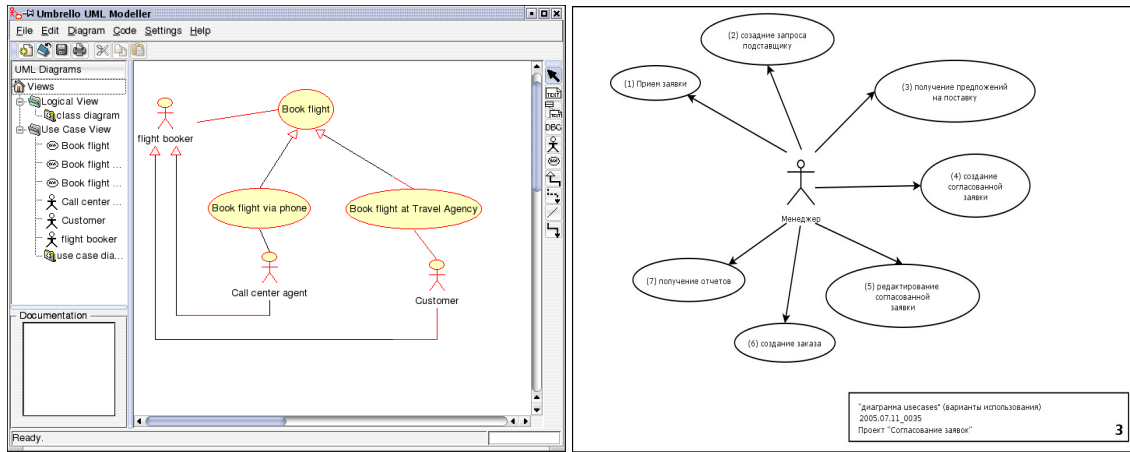 Umbrello UML Modeller
File Edit Diagram Code Settings Help
UML Diagrams
Views
Logical View
class diagram
Use Case View
Book flight
Book flight ...
Book flight ...
Call center ...
Customer
flight booker
use case dia...
Documentation
Ready.
TEXT
TEXT
DBG
Book flight
flight booker
Book flight via phone
Book flight at Travel Agency
Call center agent
Customer
(2) созадние запроса
подставщику
(1) Прием заявки
(3) получение предложений
на поставку
(4) создание
согласованной
заявки
Менеджер
(7) получение отчетов
(5) редактирование
согласованной
заявки
(6) создание заказа
"диаграмма usecases" (варианты использования)
2005.07.11_0035
Проект "Согласование заявок"
3